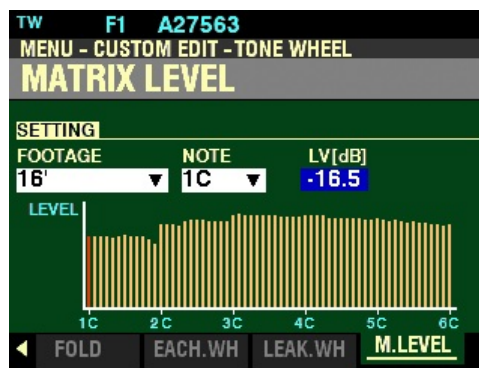 TW F1 A27563
MENU - CUSTOM EDIT -TONE WHEEL
MATRIX LEVEL
SETTING
FOOTAGE NOTE LV[dB]
16' ▼ 1C ▼ -16.5
LEVEL
1C 2C 3C 4C 5C 6C
◀ FOLD EACH.WH LEAK.WH M.LEVEL